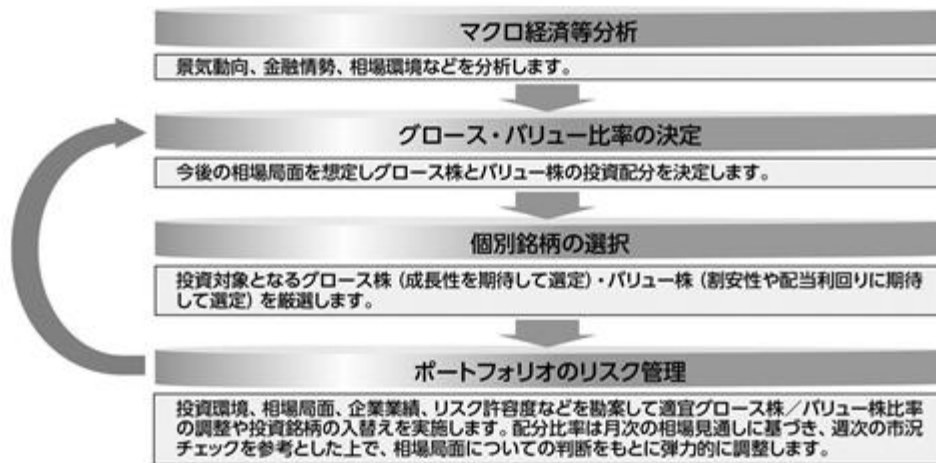 マクロ経済等分析
景気動向、金融情勢、相場環境などを分析します。
グロース・バリュー比率の決定
今後の相場局面を想定しグロース株とバリュー株の投資配分を決定します。
個別銘柄の選択
投資対象となるグロース株（成長性を期待して選定）・バリュー株（割安性や配当利回りに期待
して選定）を厳選します。
ポートフォリオのリスク管理
投資環境、相場局面、企業業績、リスク許容度などを勘案して適宜グロース株／バリュー株比率
の調整や投資銘柄の入替えを実施します。配分比率は月次の相場見通しに基づき、週次の市況
チェックを参考とした上で、相場局面についての判断をもとに弾力的に調整します。